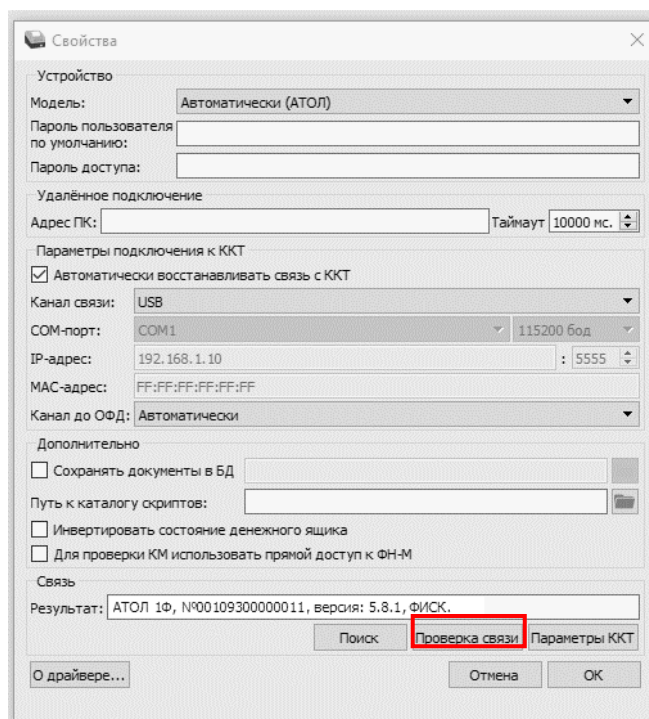 Свойства
Устройство
Модель: Автоматически (АТОЛ)
Пароль пользователя
по умолчанию:
Пароль доступа:
Удалённое подключение
Адрес ПК: Таймаут 10000 мс.
Параметры подключения к ККТ
Автоматически восстанавливать связь с ККТ
Канал связи: USB
COM-порт: COM1 115200 бод
IP-адрес: 192.168.1.10 : 5555
MAC-адрес: FF:FF:FF:FF:FF:FF
Канал до ОФД: Автоматически
Дополнительно
Сохранять документы в БД
Путь к каталогу скриптов:
Инвертировать состояние денежного ящика
Для проверки КМ использовать прямой доступ к ФН-М
Связь
Результат: АТОЛ 1Ф, №00109300000011, версия: 5.8.1, ФИСК.
Поиск Проверка связи Параметры ККТ
О драйвере... Отмена ОК